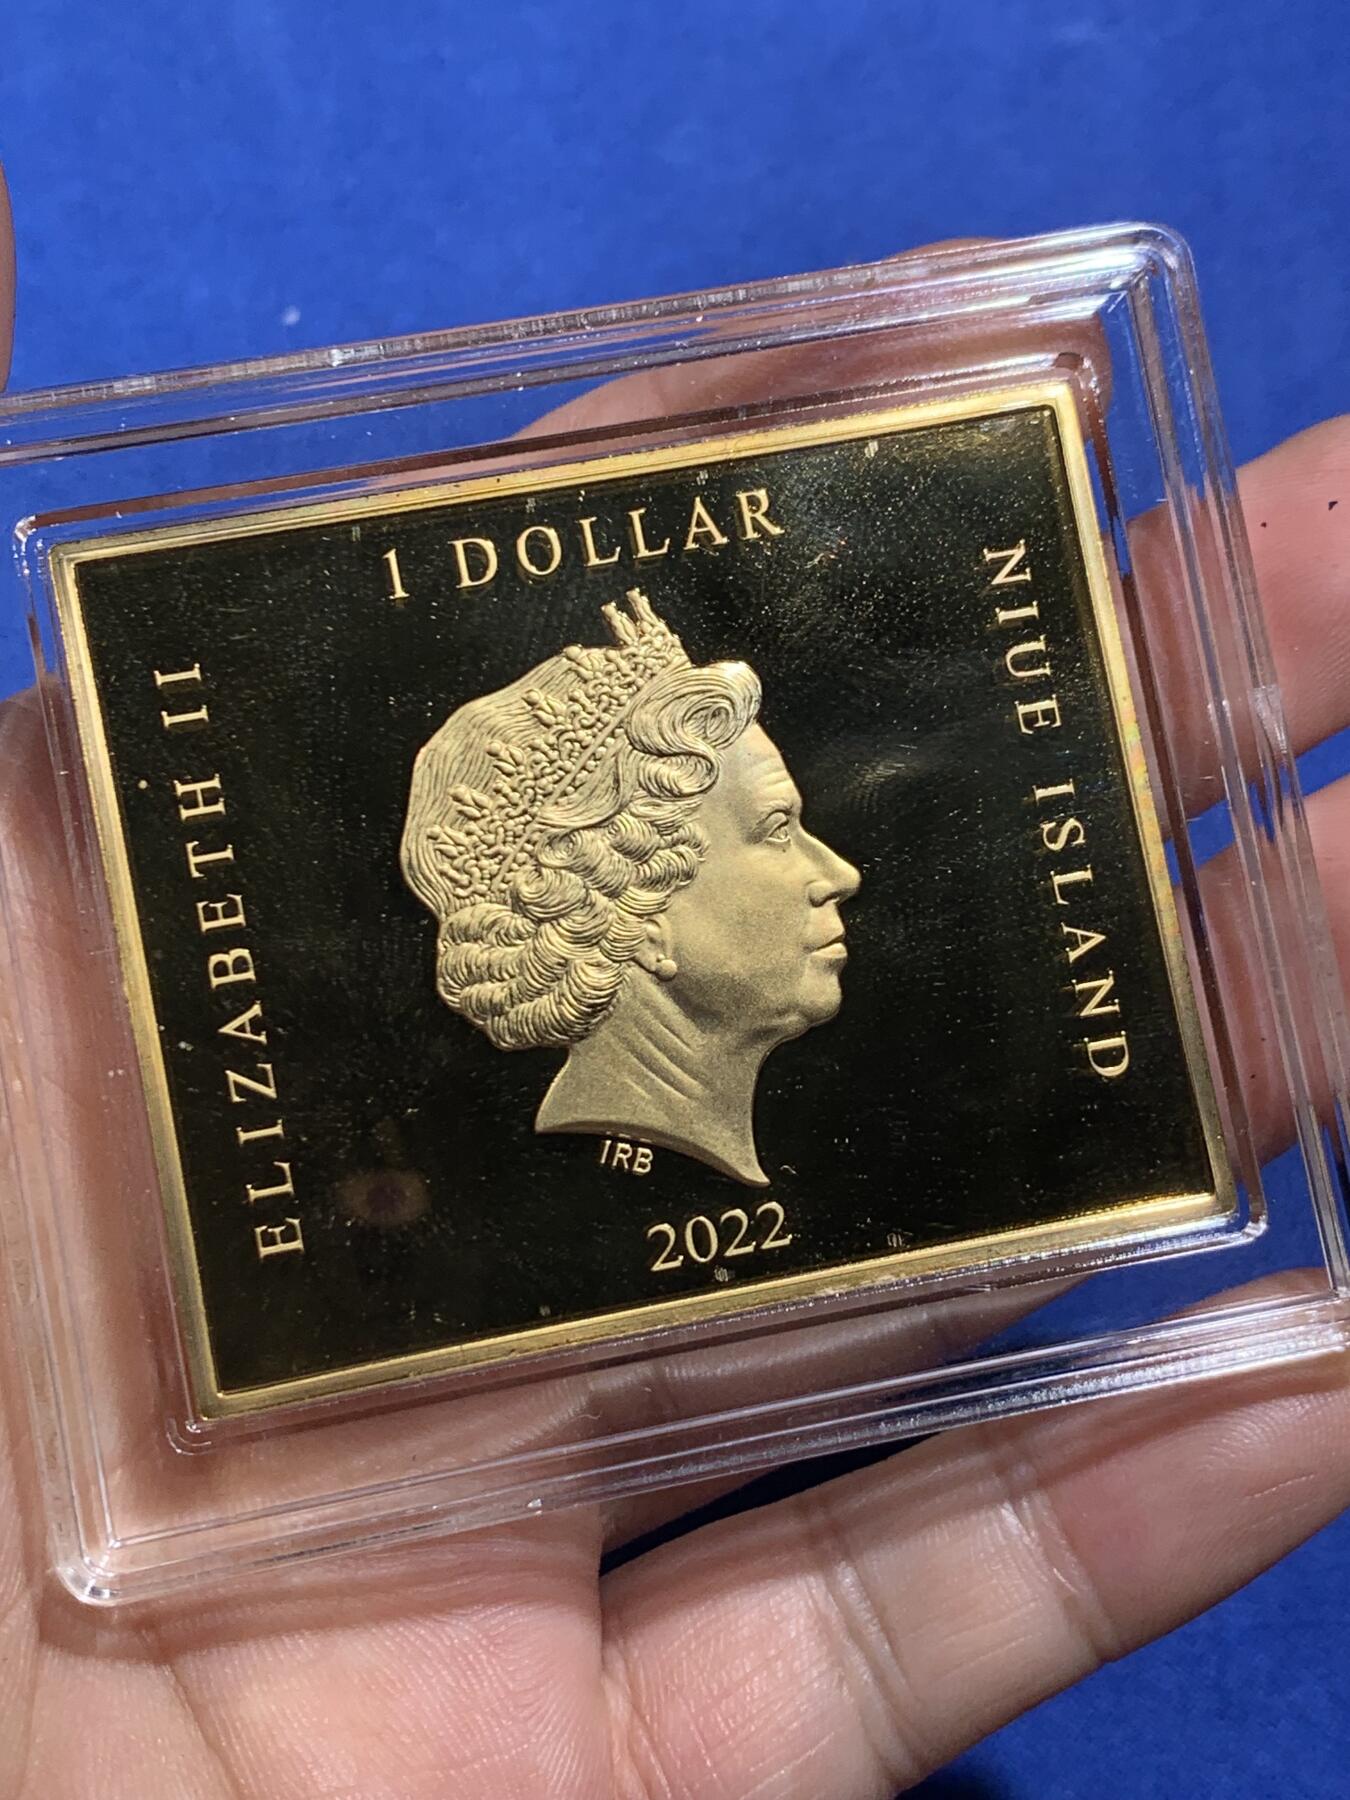 1 DOLLAR
ELIZABETH II
NIUE ISLAND
IRB
2022